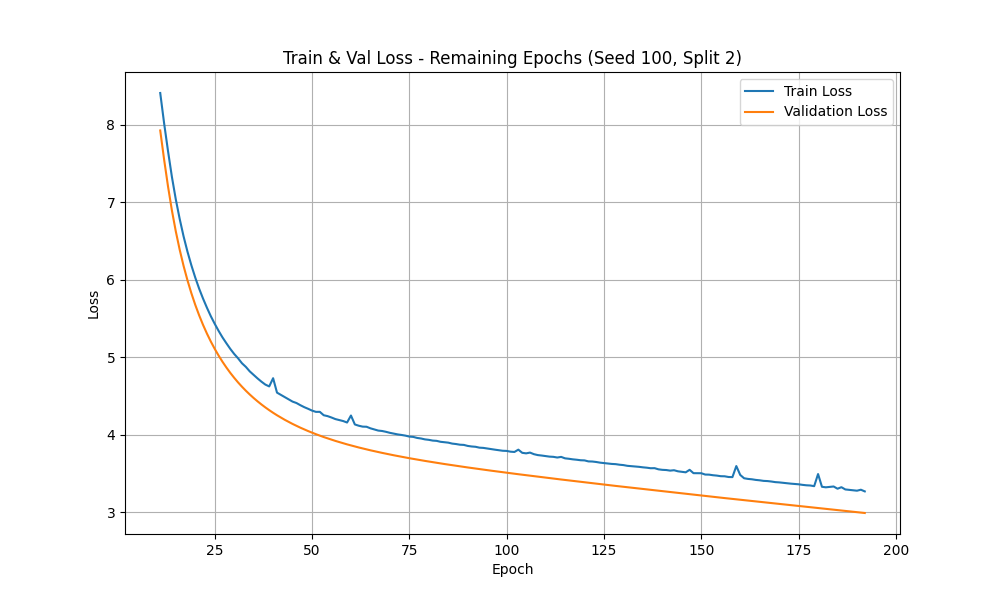 Train & Val Loss - Remaining Epochs (Seed 100, Split 2)
Train Loss
Validation Loss
8
7
6
5
4
3
Loss
25 50 75 100 125 150 175 200
Epoch